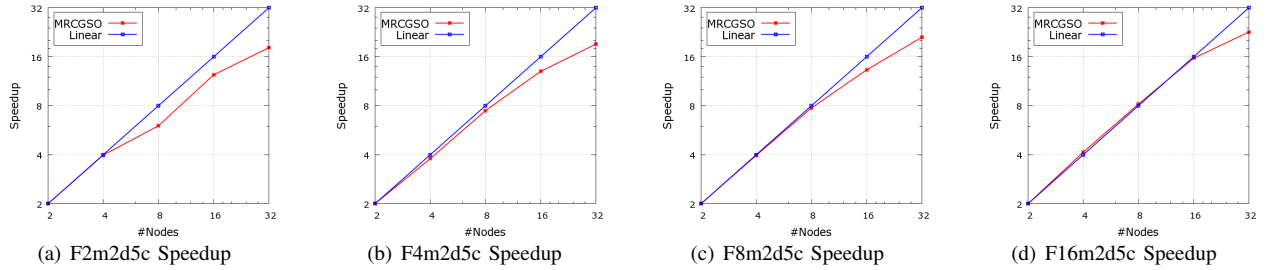 32
16
8
4
2
Speedup
MRCGSO
Linear
2 4 8 16 32
#Nodes
(a) F2m2d5c Speedup
32
16
8
4
2
Speedup
MRCGSO
Linear
2 4 8 16 32
#Nodes
(b) F4m2d5c Speedup
32
16
8
4
2
Speedup
MRCGSO
Linear
2 4 8 16 32
#Nodes
(c) F8m2d5c Speedup
32
16
8
4
2
Speedup
MRCGSO
Linear
2 4 8 16 32
#Nodes
(d) F16m2d5c Speedup